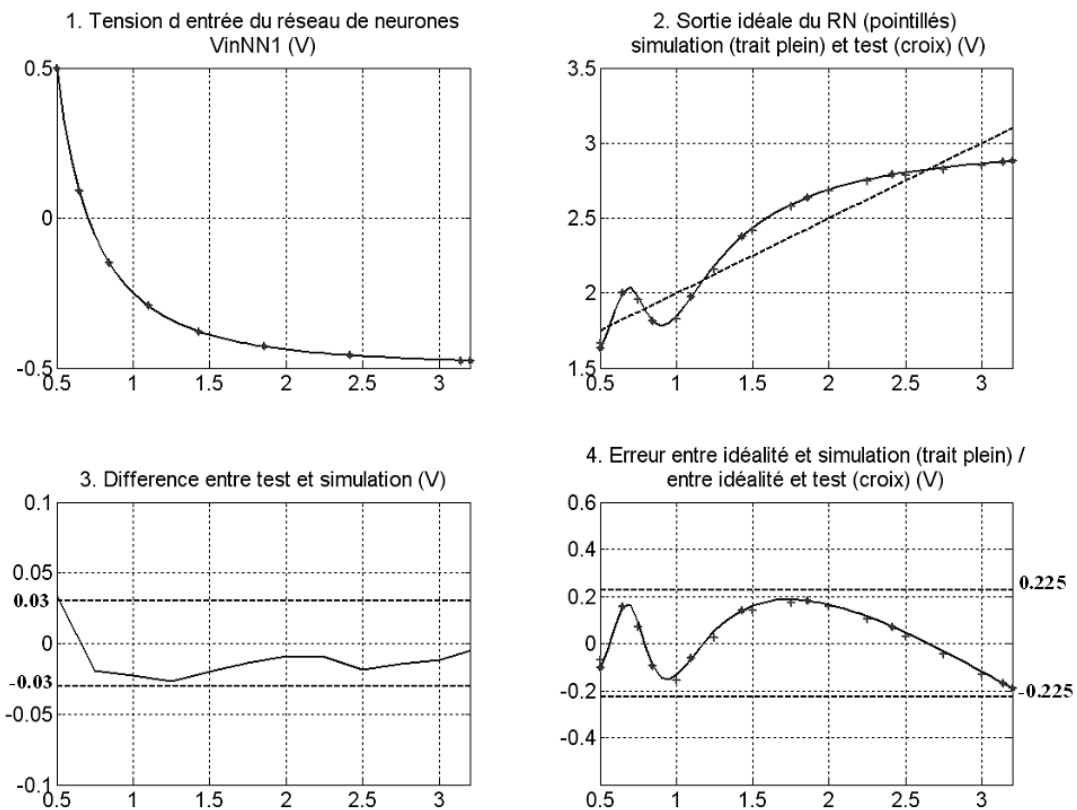 1. Tension d entrée du réseau de neurones
VinNN1 (V)
0.5
0
-0.5
0.5 1 1.5 2 2.5 3
2. Sortie idéale du RN (pointillés)
simulation (trait plein) et test (croix) (V)
3.5
3
2.5
2
1.5
0.5 1 1.5 2 2.5 3
3. Difference entre test et simulation (V)
0.1
0.05
0.03
0
-0.03
-0.05
-0.1
0.5 1 1.5 2 2.5 3
4. Erreur entre idéalité et simulation (trait plein) /
entre idéalité et test (croix) (V)
0.6
0.4
0.225
0.2
0
-0.2
-0.225
-0.4
0.5 1 1.5 2 2.5 3